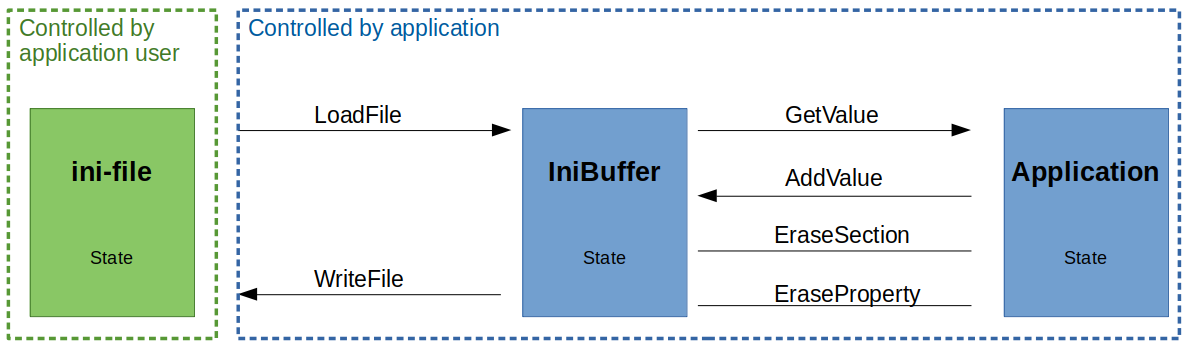 Controlled by
application user
Controlled by application
LoadFile
GetValue
ini-file
IniBuffer
Application
AddValue
EraseSection
State
State
State
WriteFile
EraseProperty